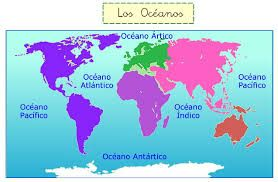 Los Océanos
Océano Ártico
Océano
Atlántico
Océano
Pacífico
Océano
Pacífico
Océano
Índico
Océano Antártico